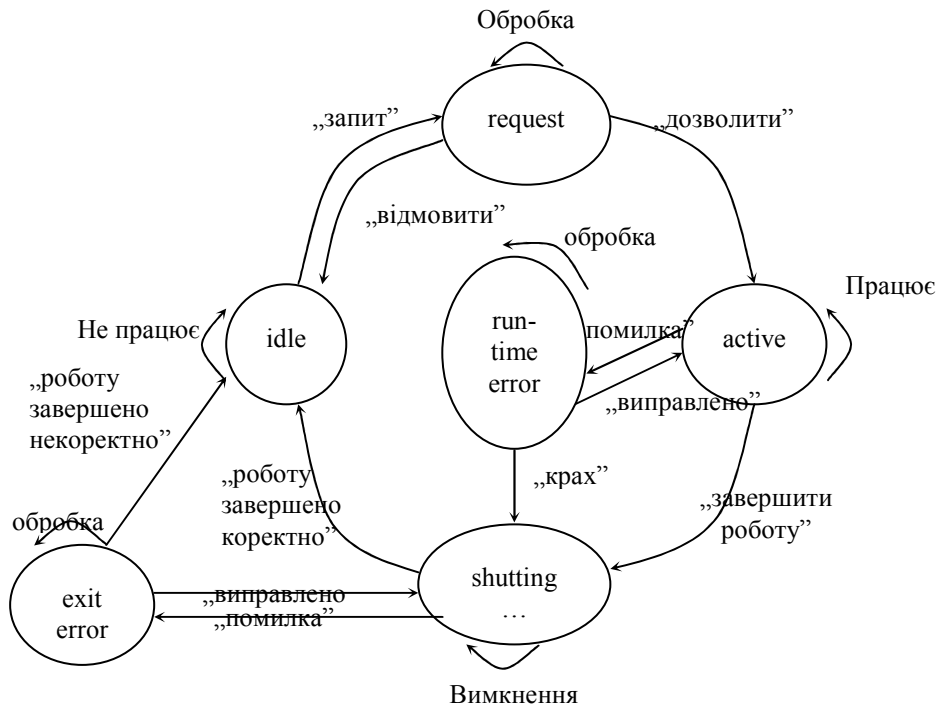 Обробка
request
„запит”
„дозволити”
„відмовити”
обробка
Працює
Не працює
idle
run-
time
error
помилка”
active
„виправлено”
„роботу
завершено
некоректно”
„роботу
завершено
коректно”
„крах”
„завершити
роботу”
обробка
exit
error
„виправлено
„помилка”
shutting
…
Вимкнення